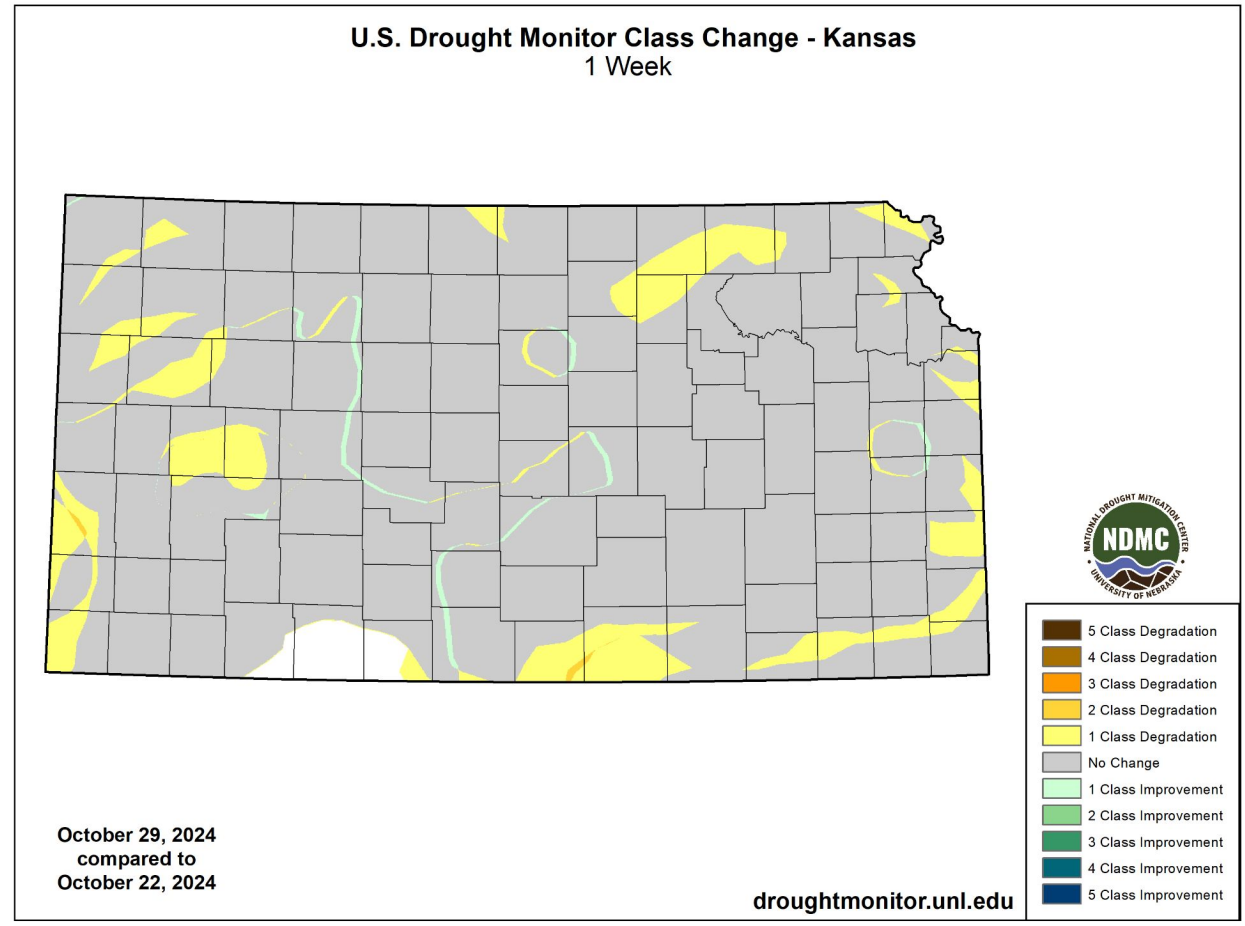 U.S. Drought Monitor Class Change - Kansas
1 Week
NATIONAL DROUGHT MITIGATION CENTER
NDMC
UNIVERSITY OF NEBRASKA
5 Class Degradation
4 Class Degradation
3 Class Degradation
2 Class Degradation
1 Class Degradation
No Change
1 Class Improvement
2 Class Improvement
3 Class Improvement
4 Class Improvement
5 Class Improvement
October 29, 2024
compared to
October 22, 2024
droughtmonitor.unl.edu